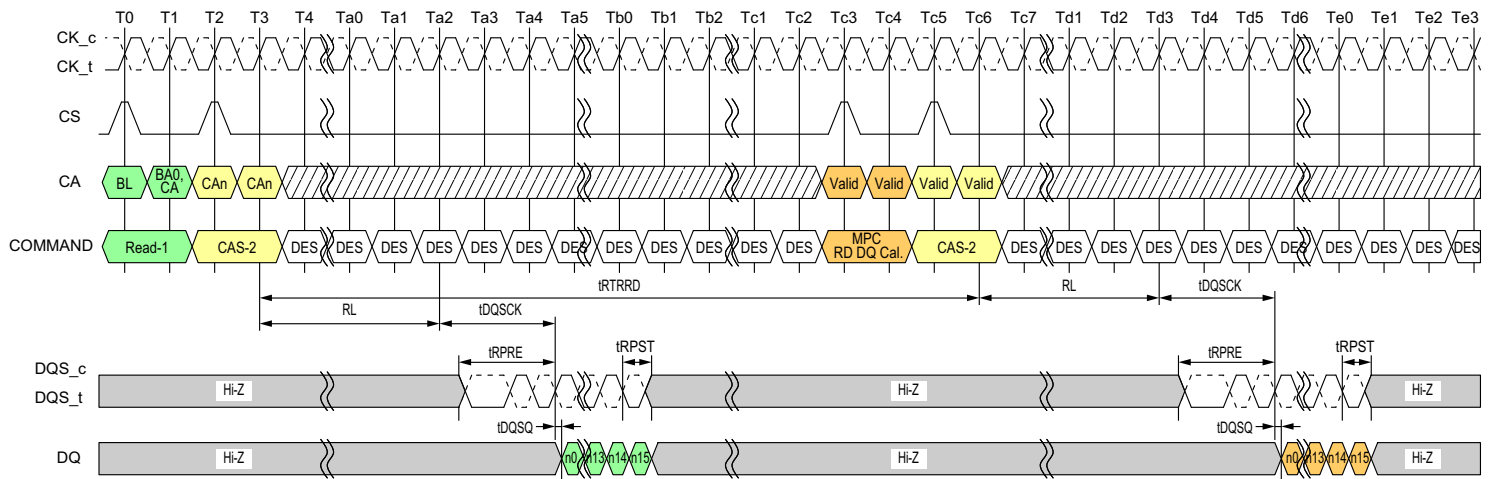 T0 T1 T2 T3 T4 Ta0 Ta1 Ta2 Ta3 Ta4 Ta5 Tb0 Tb1 Tb2 Tc1 Tc2 Tc3 Tc4 Tc5 Tc6 Tc7 Td1 Td2 Td3 Td4 Td5 Td6 Te0 Te1 Te2 Te3
CK_c
CK_t
CS
CA BL BA0, CA CAn CAn Valid Valid Valid Valid
COMMAND Read-1 CAS-2 DES DES DES DES DES DES DES DES DES DES DES DES MPC RD DQ Cal. CAS-2 DES DES DES DES DES DES DES DES DES DES DES
tRTRRD RL tDQSCK
RL tDQSCK
tRPRE tRPST tRPRE tRPST
DQS_c
DQS_t Hi-Z Hi-Z Hi-Z
tDQSQ tDQSQ
DQ Hi-Z n0 n13 n14 n15 Hi-Z n0 n13 n14 n15 Hi-Z